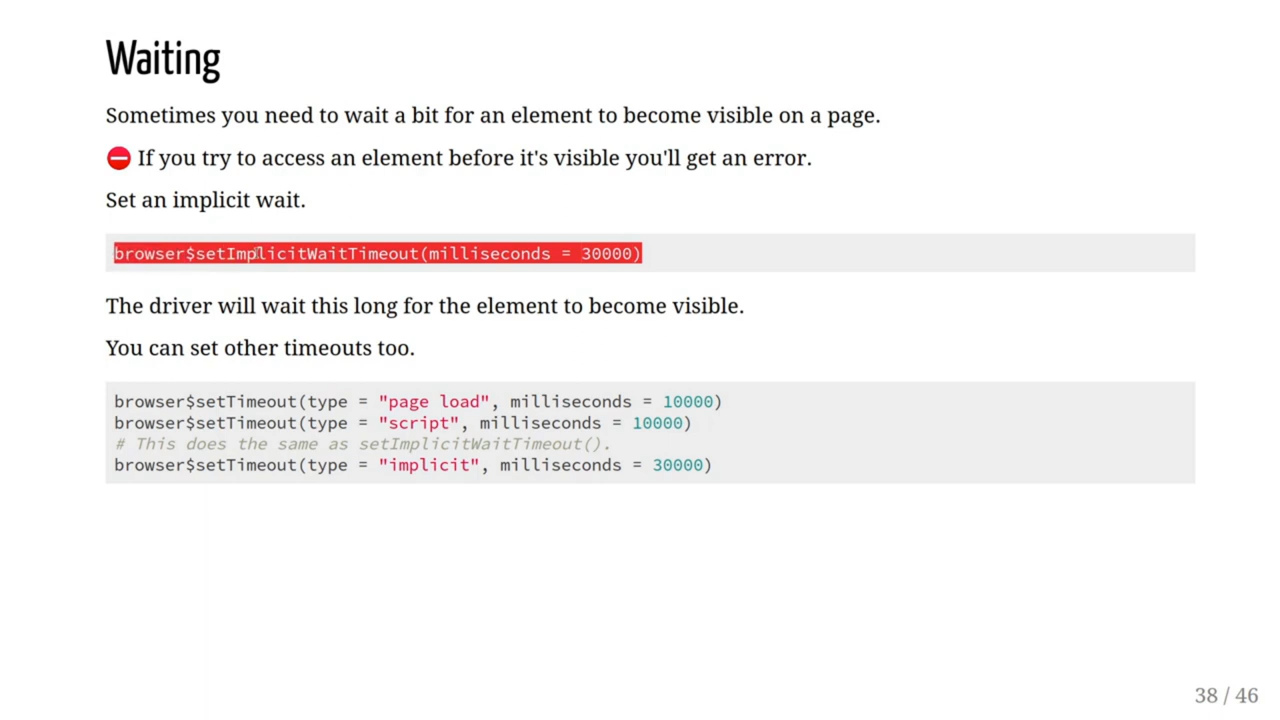 Waiting
Sometimes you need to wait a bit for an element to become visible on a page.
⛔ If you try to access an element before it's visible you'll get an error.
Set an implicit wait.
browser$setImplicitWaitTimeout(milliseconds = 30000)
The driver will wait this long for the element to become visible.
You can set other timeouts too.
browser$setTimeout(type = "page load", milliseconds = 10000)
browser$setTimeout(type = "script", milliseconds = 10000)
# This does the same as setImplicitWaitTimeout().
browser$setTimeout(type = "implicit", milliseconds = 30000)
38 / 46